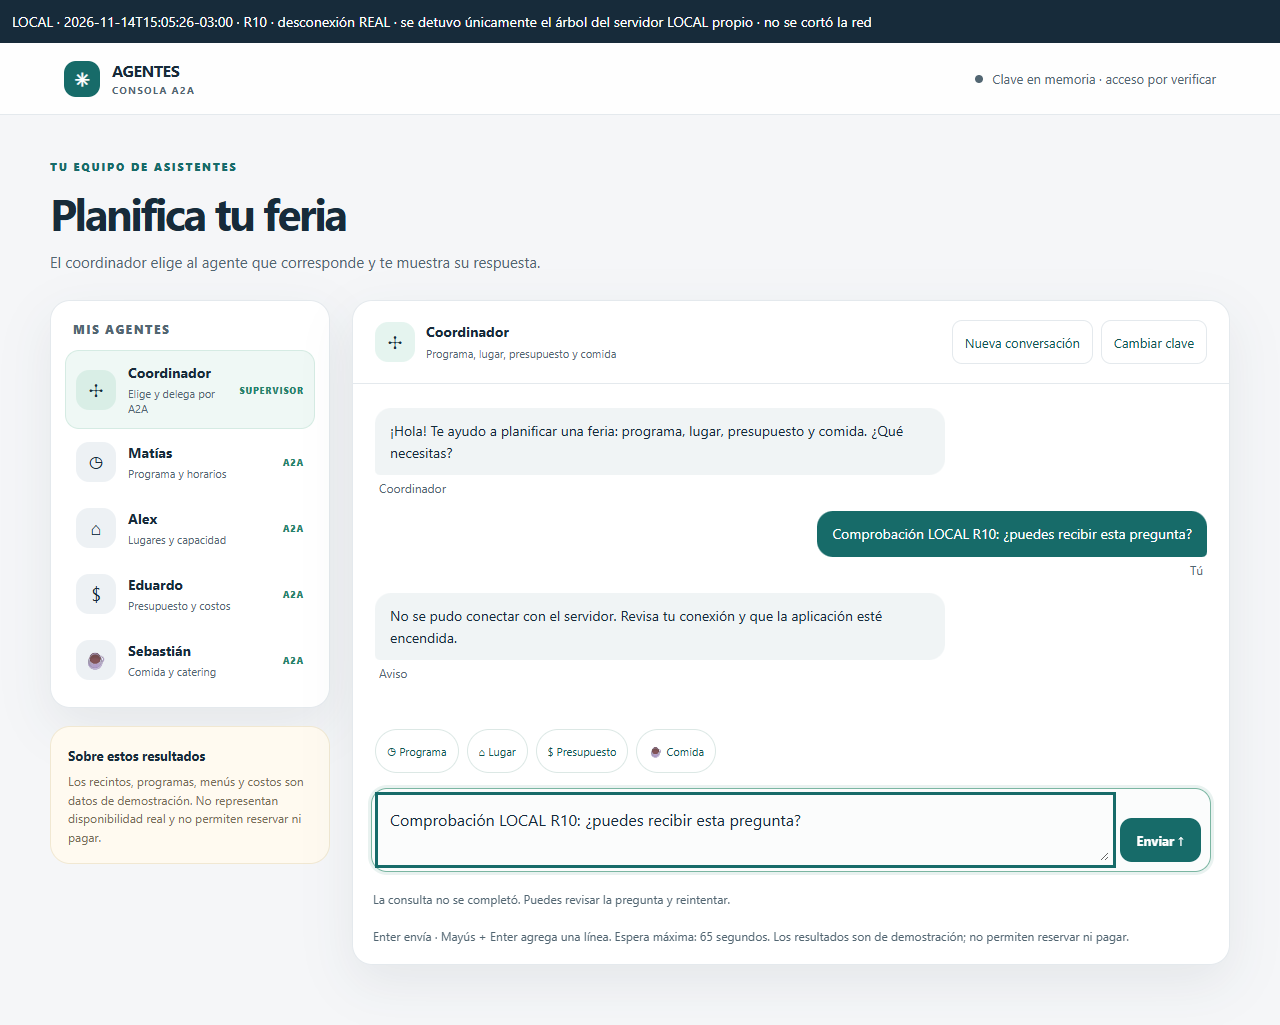 LOCAL · 2026-11-14T15:05:26-03:00 · R10 · desconexión REAL · se detuvo únicamente el árbol del servidor LOCAL propio · no se cortó la red
AGENTES
CONSOLA A2A
Clave en memoria · acceso por verificar
TU EQUIPO DE ASISTENTES
Planifica tu feria
El coordinador elige al agente que corresponde y te muestra su respuesta.
MIS AGENTES
Coordinador
Elige y delega por
A2A
SUPERVISOR
Matías
Programa y horarios
A2A
Alex
Lugares y capacidad
A2A
Eduardo
Presupuesto y costos
A2A
Sebastián
Comida y catering
A2A
Sobre estos resultados
Los recintos, programas, menús y costos son
datos de demostración. No representan
disponibilidad real y no permiten reservar ni
pagar.
Coordinador
Programa, lugar, presupuesto y comida
Nueva conversación
Cambiar clave
¡Hola! Te ayudo a planificar una feria: programa, lugar, presupuesto y comida. ¿Qué
necesitas?
Coordinador
Comprobación LOCAL R10: ¿puedes recibir esta pregunta?
Tú
No se pudo conectar con el servidor. Revisa tu conexión y que la aplicación esté
encendida.
Aviso
◷ Programa
⌂ Lugar
$ Presupuesto
Comida
Comprobación LOCAL R10: ¿puedes recibir esta pregunta?
Enviar ↑
La consulta no se completó. Puedes revisar la pregunta y reintentar.
Enter envía · Mayús + Enter agrega una línea. Espera máxima: 65 segundos. Los resultados son de demostración; no permiten reservar ni pagar.